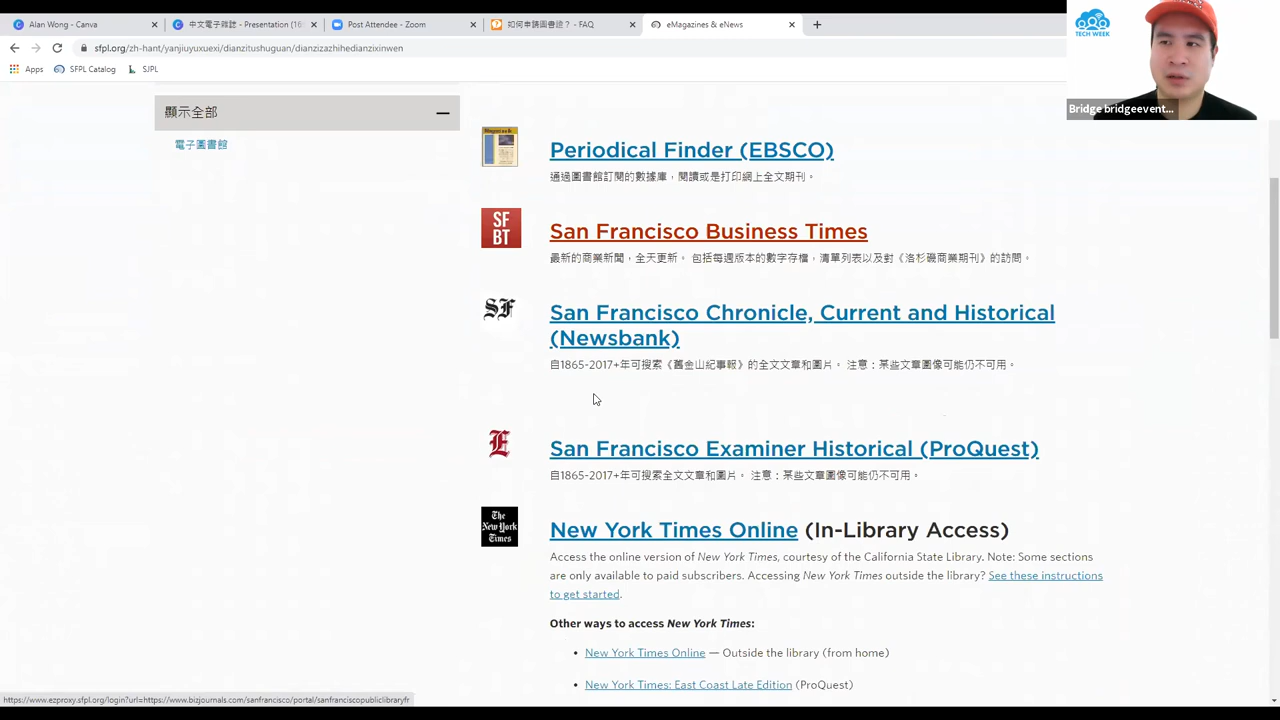 Alan Wong - Canva
中文電子雜誌 - Presentation (16
Post Attendee - Zoom
如何申請圖書證？ - FAQ
eMagazines & eNews
sfpl.org/zh-hant/yanjiuyuxuexi/dianzitushuguan/dianzizazhihedianzixinwen
Apps
SFPL Catalog
SJPL
TECH WEEK
Bridge bridgeevent...
顯示全部
電子圖書館
Periodical Finder (EBSCO)
通過圖書館訂閱的數據庫，閱讀或是打印網上全文期刊。
SF
BT
San Francisco Business Times
最新的商業新聞，全天更新。 包括每週版本的數字存檔，清單列表以及對《洛杉磯商業期刊》的訪問。
SF
San Francisco Chronicle, Current and Historical
(Newsbank)
自1865-2017+年可搜索《舊金山紀事報》的全文文章和圖片。 注意：某些文章圖像可能仍不可用。
E
San Francisco Examiner Historical (ProQuest)
自1865-2017+年可搜索全文文章和圖片。 注意：某些文章圖像可能仍不可用。
The
New York
Times
New York Times Online (In-Library Access)
Access the online version of New York Times, courtesy of the California State Library. Note: Some sections
are only available to paid subscribers. Accessing New York Times outside the library? See these instructions
to get started.
Other ways to access New York Times:
• New York Times Online — Outside the library (from home)
• New York Times: East Coast Late Edition (ProQuest)
https://www.ezproxy.sfpl.org/login?url=https://www.bizjournals.com/sanfrancisco/portal/sanfranciscopubliclibraryfr